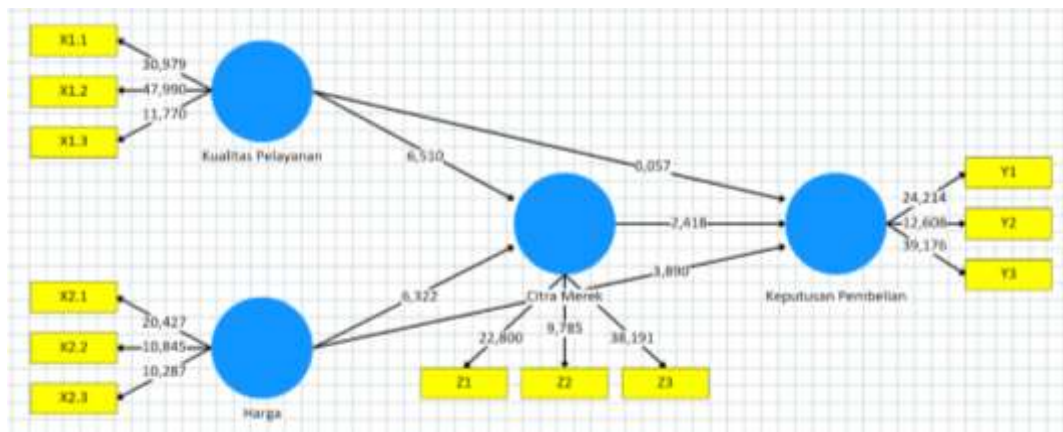 X1.1
30,979
X1.2
47,990
X1.3
11,770
Kualitas Pelayanan
6,510
0,057
Y1
24,214
Y2
12,608
Y3
39,176
2,418
Keputusan Pembelian
3,890
Citra Merek
6,322
X2.1
20,427
X2.2
10,845
X2.3
10,287
Harga
22,800
9,785
38,191
Z1
Z2
Z3